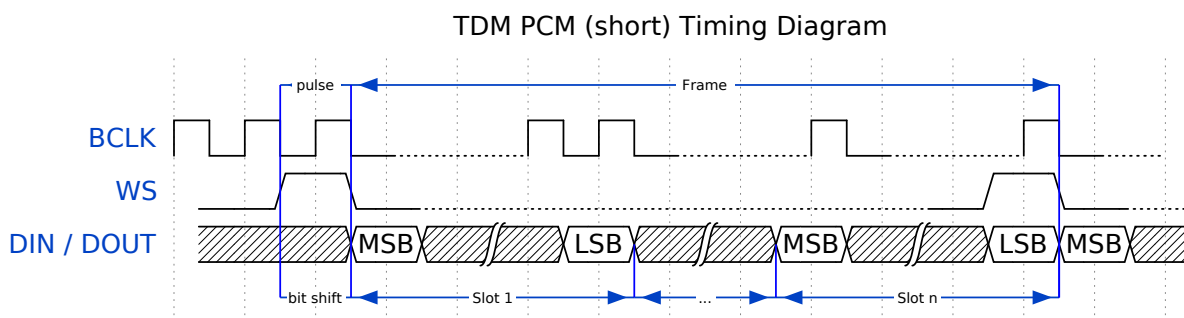 TDM PCM (short) Timing Diagram
pulse
Frame
BCLK
WS
DIN / DOUT
MSB
LSB
MSB
LSB
MSB
bit shift
Slot 1
...
Slot n